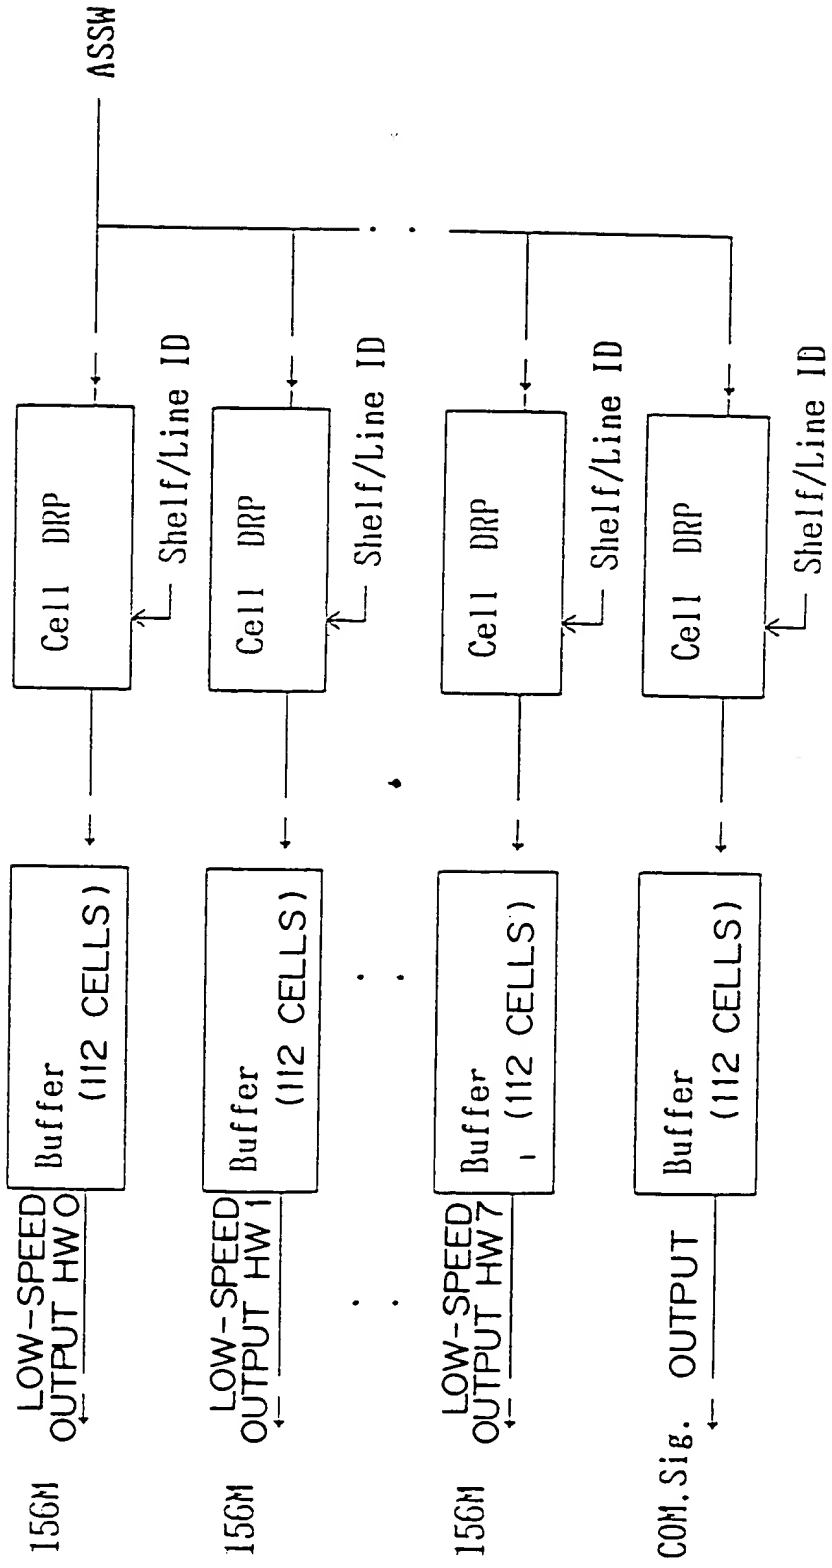 ASSW
Cell DRP
Shelf/Line ID
Buffer
(112 CELLS)
LOW-SPEED
OUTPUT HW0
156M
Cell DRP
Shelf/Line ID
Buffer
(112 CELLS)
LOW-SPEED
OUTPUT HW 1
156M
Cell DRP
Shelf/Line ID
Buffer
(112 CELLS)
LOW-SPEED
OUTPUT HW7
156M
Cell DRP
Shelf/Line ID
Buffer
(112 CELLS)
COM.Sig. OUTPUT